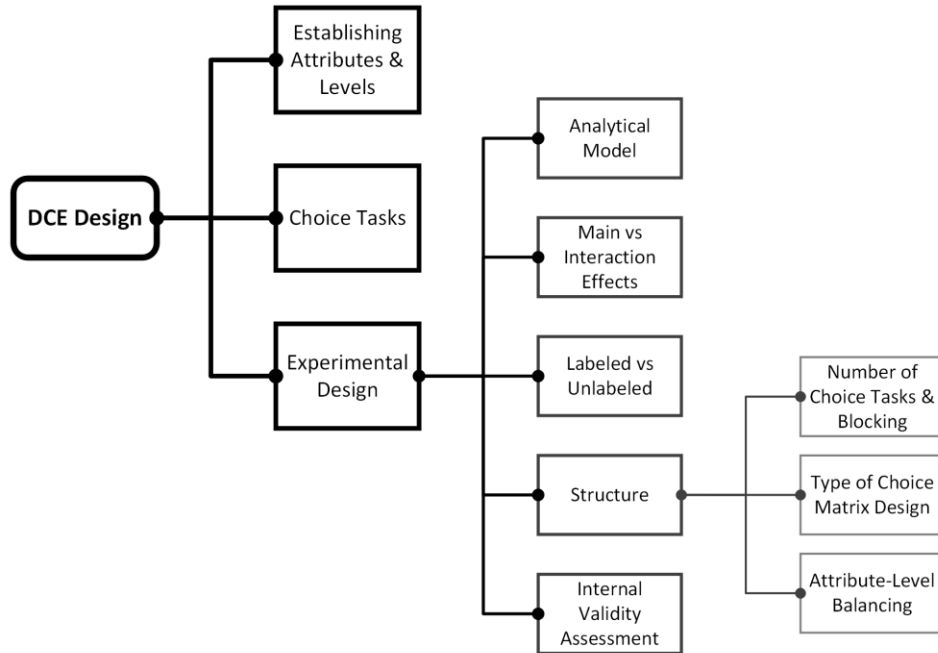 Establishing
Attributes &
Levels
DCE Design
Choice Tasks
Experimental
Design
Analytical
Model
Main vs
Interaction
Effects
Labeled vs
Unlabeled
Structure
Internal
Validity
Assessment
Number of
Choice Tasks &
Blocking
Type of Choice
Matrix Design
Attribute-Level
Balancing